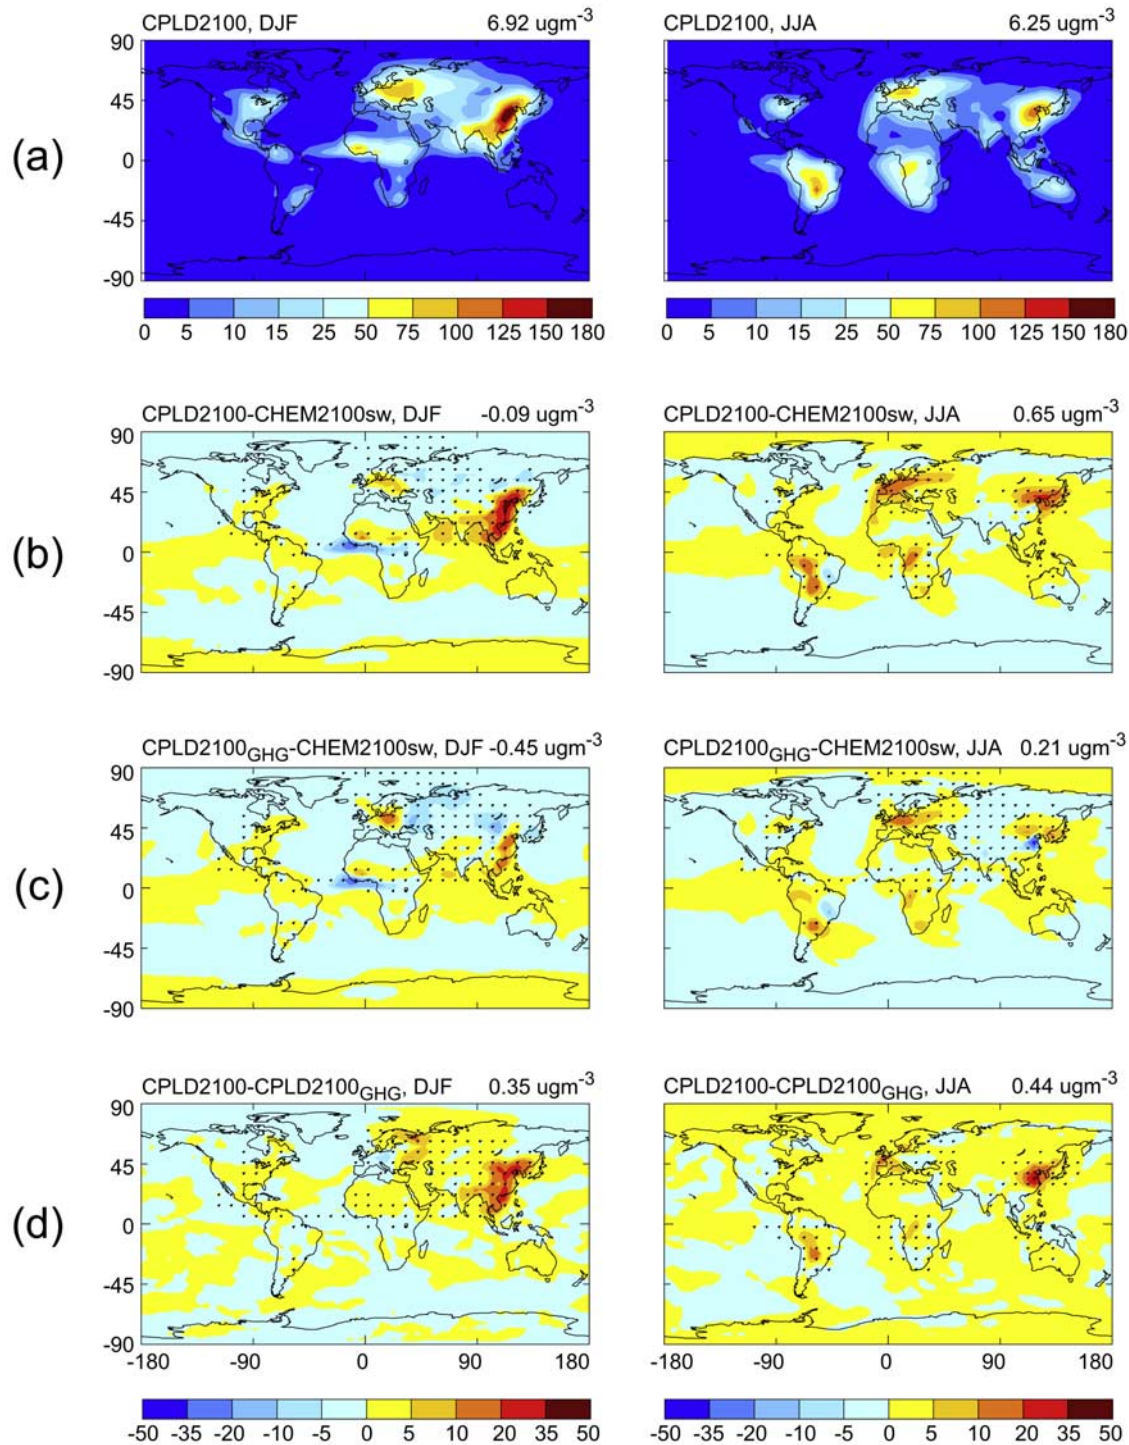 CPLD2100, DJF 6.92 ugm-3
CPLD2100, JJA 6.25 ugm-3
(a)
90
45
0
-45
-90
0 5 10 15 25 50 75 100 125 150 180
0 5 10 15 25 50 75 100 125 150 180
CPLD2100-CHEM2100sw, DJF -0.09 ugm-3
CPLD2100-CHEM2100sw, JJA 0.65 ugm-3
(b)
90
45
0
-45
-90
CPLD2100GHG-CHEM2100sw, DJF -0.45 ugm-3
CPLD2100GHG-CHEM2100sw, JJA 0.21 ugm-3
(c)
90
45
0
-45
-90
CPLD2100-CPLD2100GHG, DJF 0.35 ugm-3
CPLD2100-CPLD2100GHG, JJA 0.44 ugm-3
(d)
90
45
0
-45
-90
-180 -90 0 90 180
-180 -90 0 90 180
-50 -35 -20 -10 -5 0 5 10 20 35 50
-50 -35 -20 -10 -5 0 5 10 20 35 50